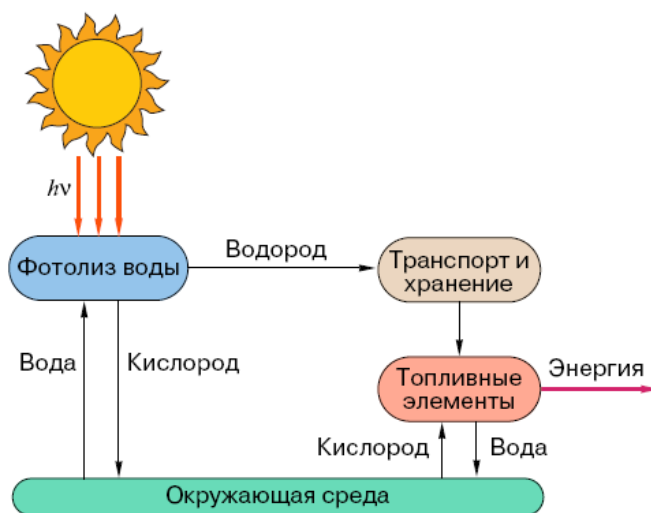 hν
Водород
Фотолиз воды
Транспорт и
хранение
Вода
Кислород
Энергия
Топливные
элементы
Кислород
Вода
Окружающая среда